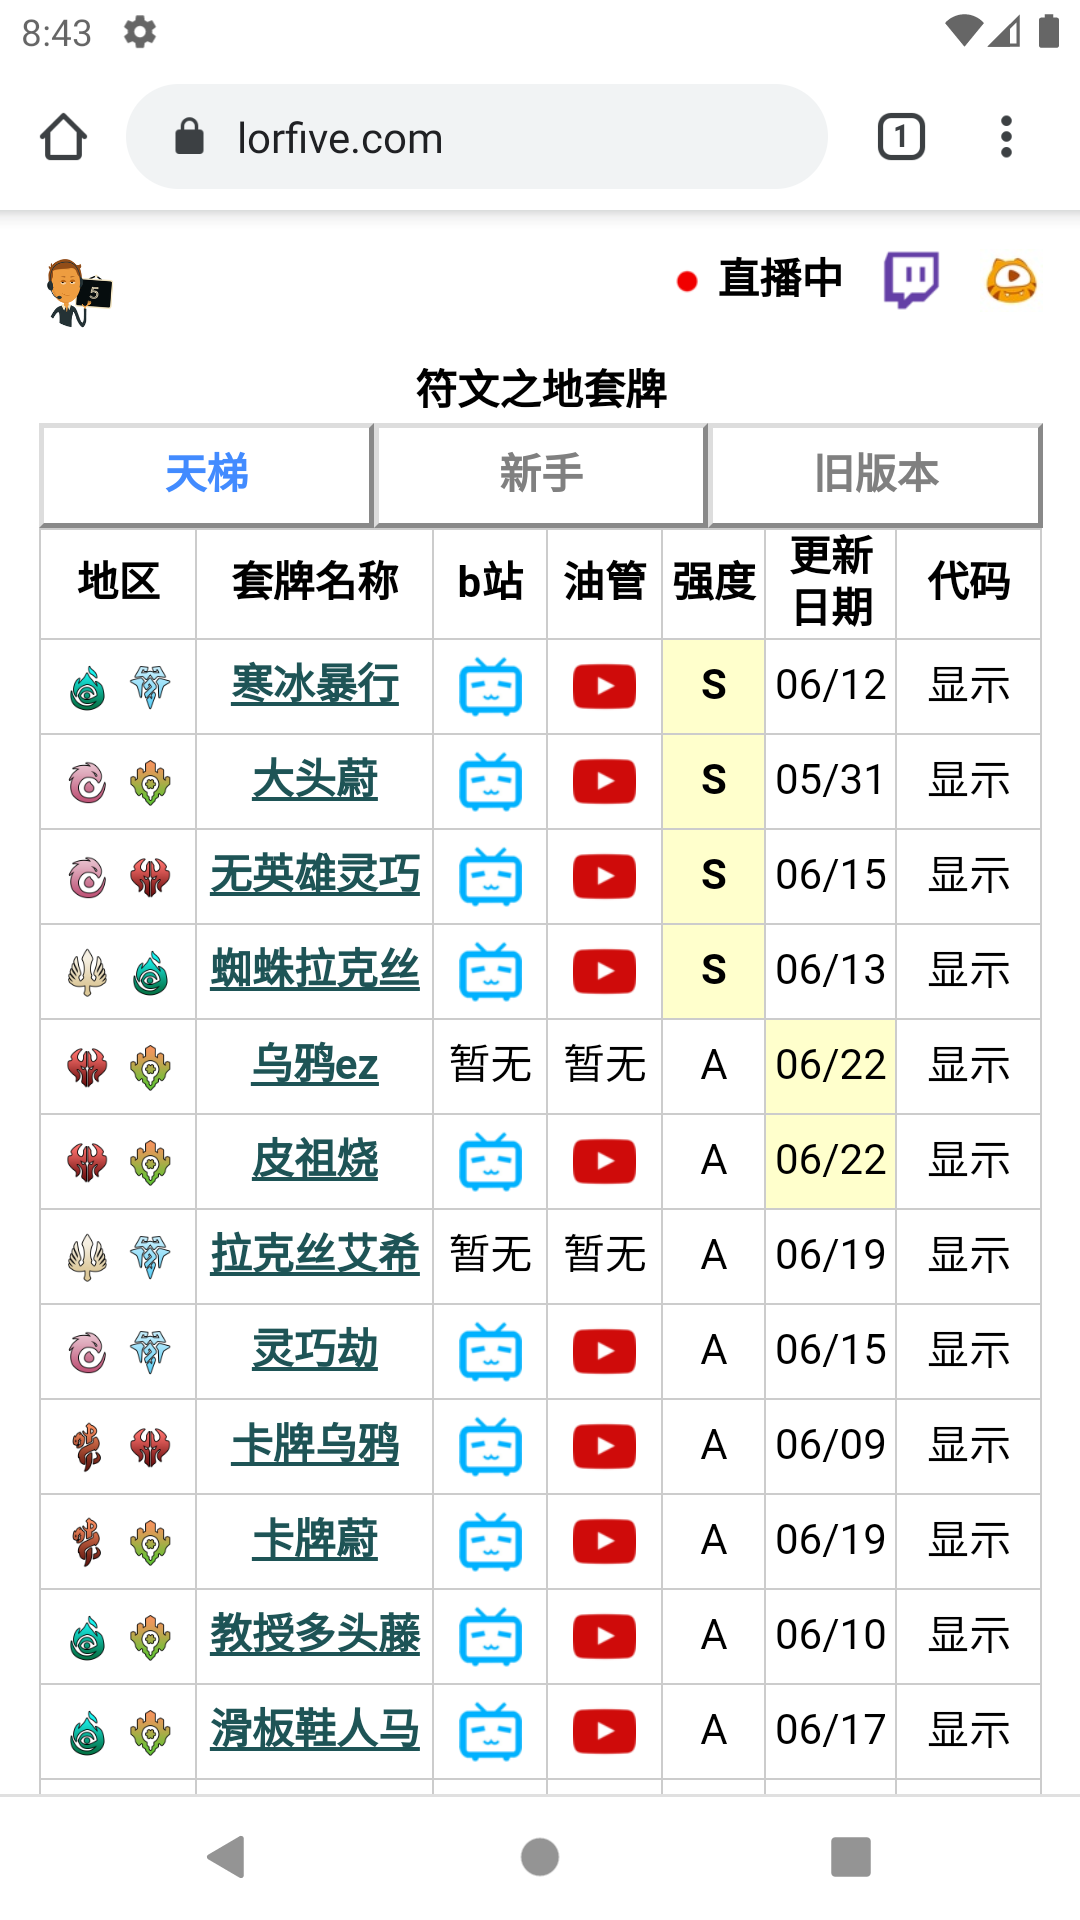 8:43
lorfive.com
1
5
直播中
符文之地套牌
天梯 新手 旧版本
地区 套牌名称 b站 油管 强度 更新日期 代码
寒冰暴行 S 06/12 显示
大头蔚 S 05/31 显示
无英雄灵巧 S 06/15 显示
蜘蛛拉克丝 S 06/13 显示
乌鸦ez 暂无 暂无 A 06/22 显示
皮祖烧 A 06/22 显示
拉克丝艾希 暂无 暂无 A 06/19 显示
灵巧劫 A 06/15 显示
卡牌乌鸦 A 06/09 显示
卡牌蔚 A 06/19 显示
教授多头藤 A 06/10 显示
滑板鞋人马 A 06/17 显示